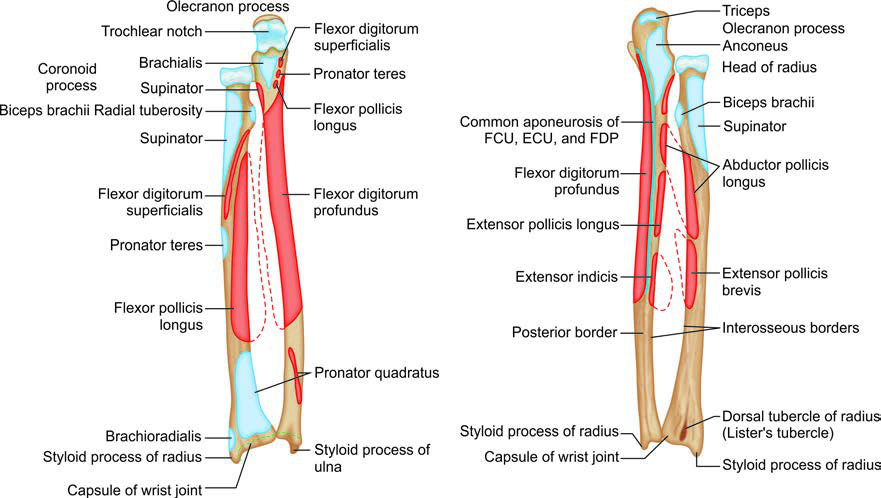 Olecranon process
Trochlear notch
Brachialis
Coronoid
process
Supinator
Biceps brachii Radial tuberosity
Supinator
Flexor digitorum
superficialis
Pronator teres
Flexor pollicis
longus
Brachioradialis
Styloid process of radius
Capsule of wrist joint
Flexor digitorum
superficialis
Pronator teres
Flexor pollicis
longus
Flexor digitorum
profundus
Pronator quadratus
Styloid process of
ulna
Common aponeurosis of
FCU, ECU, and FDP
Flexor digitorum
profundus
Extensor pollicis longus
Extensor indicis
Posterior border
Styloid process of radius
Capsule of wrist joint
Triceps
Olecranon process
Anconeus
Head of radius
Biceps brachii
Supinator
Abductor pollicis
longus
Extensor pollicis
brevis
Interosseous borders
Dorsal tubercle of radius
(Lister's tubercle)
Styloid process of radius